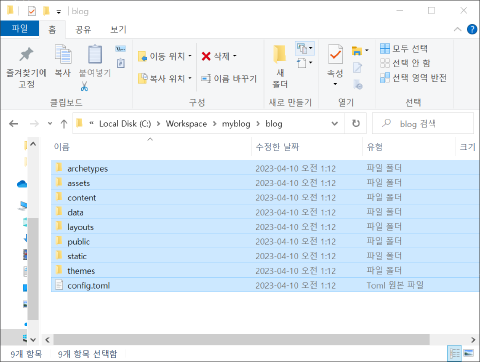 blog
파일 홈 공유 보기
즐겨찾기에 고정
복사
붙여넣기
이동 위치
복사 위치
삭제
이름 바꾸기
새 폴더
속성
모두 선택
선택 안 함
선택 영역 반전
클립보드 구성 새로 만들기 열기 선택
« Local Disk (C:) > Workspace > myblog > blog
blog 검색
이름 수정한 날짜 유형 크기
archetypes 2023-04-10 오전 1:12 파일 폴더
assets 2023-04-10 오전 1:12 파일 폴더
content 2023-04-10 오전 1:12 파일 폴더
data 2023-04-10 오전 1:12 파일 폴더
layouts 2023-04-10 오전 1:12 파일 폴더
public 2023-04-10 오전 1:12 파일 폴더
static 2023-04-10 오전 1:12 파일 폴더
themes 2023-04-10 오전 1:12 파일 폴더
config.toml 2023-04-10 오전 1:12 Toml 원본 파일
9개 항목 9개 항목 선택함